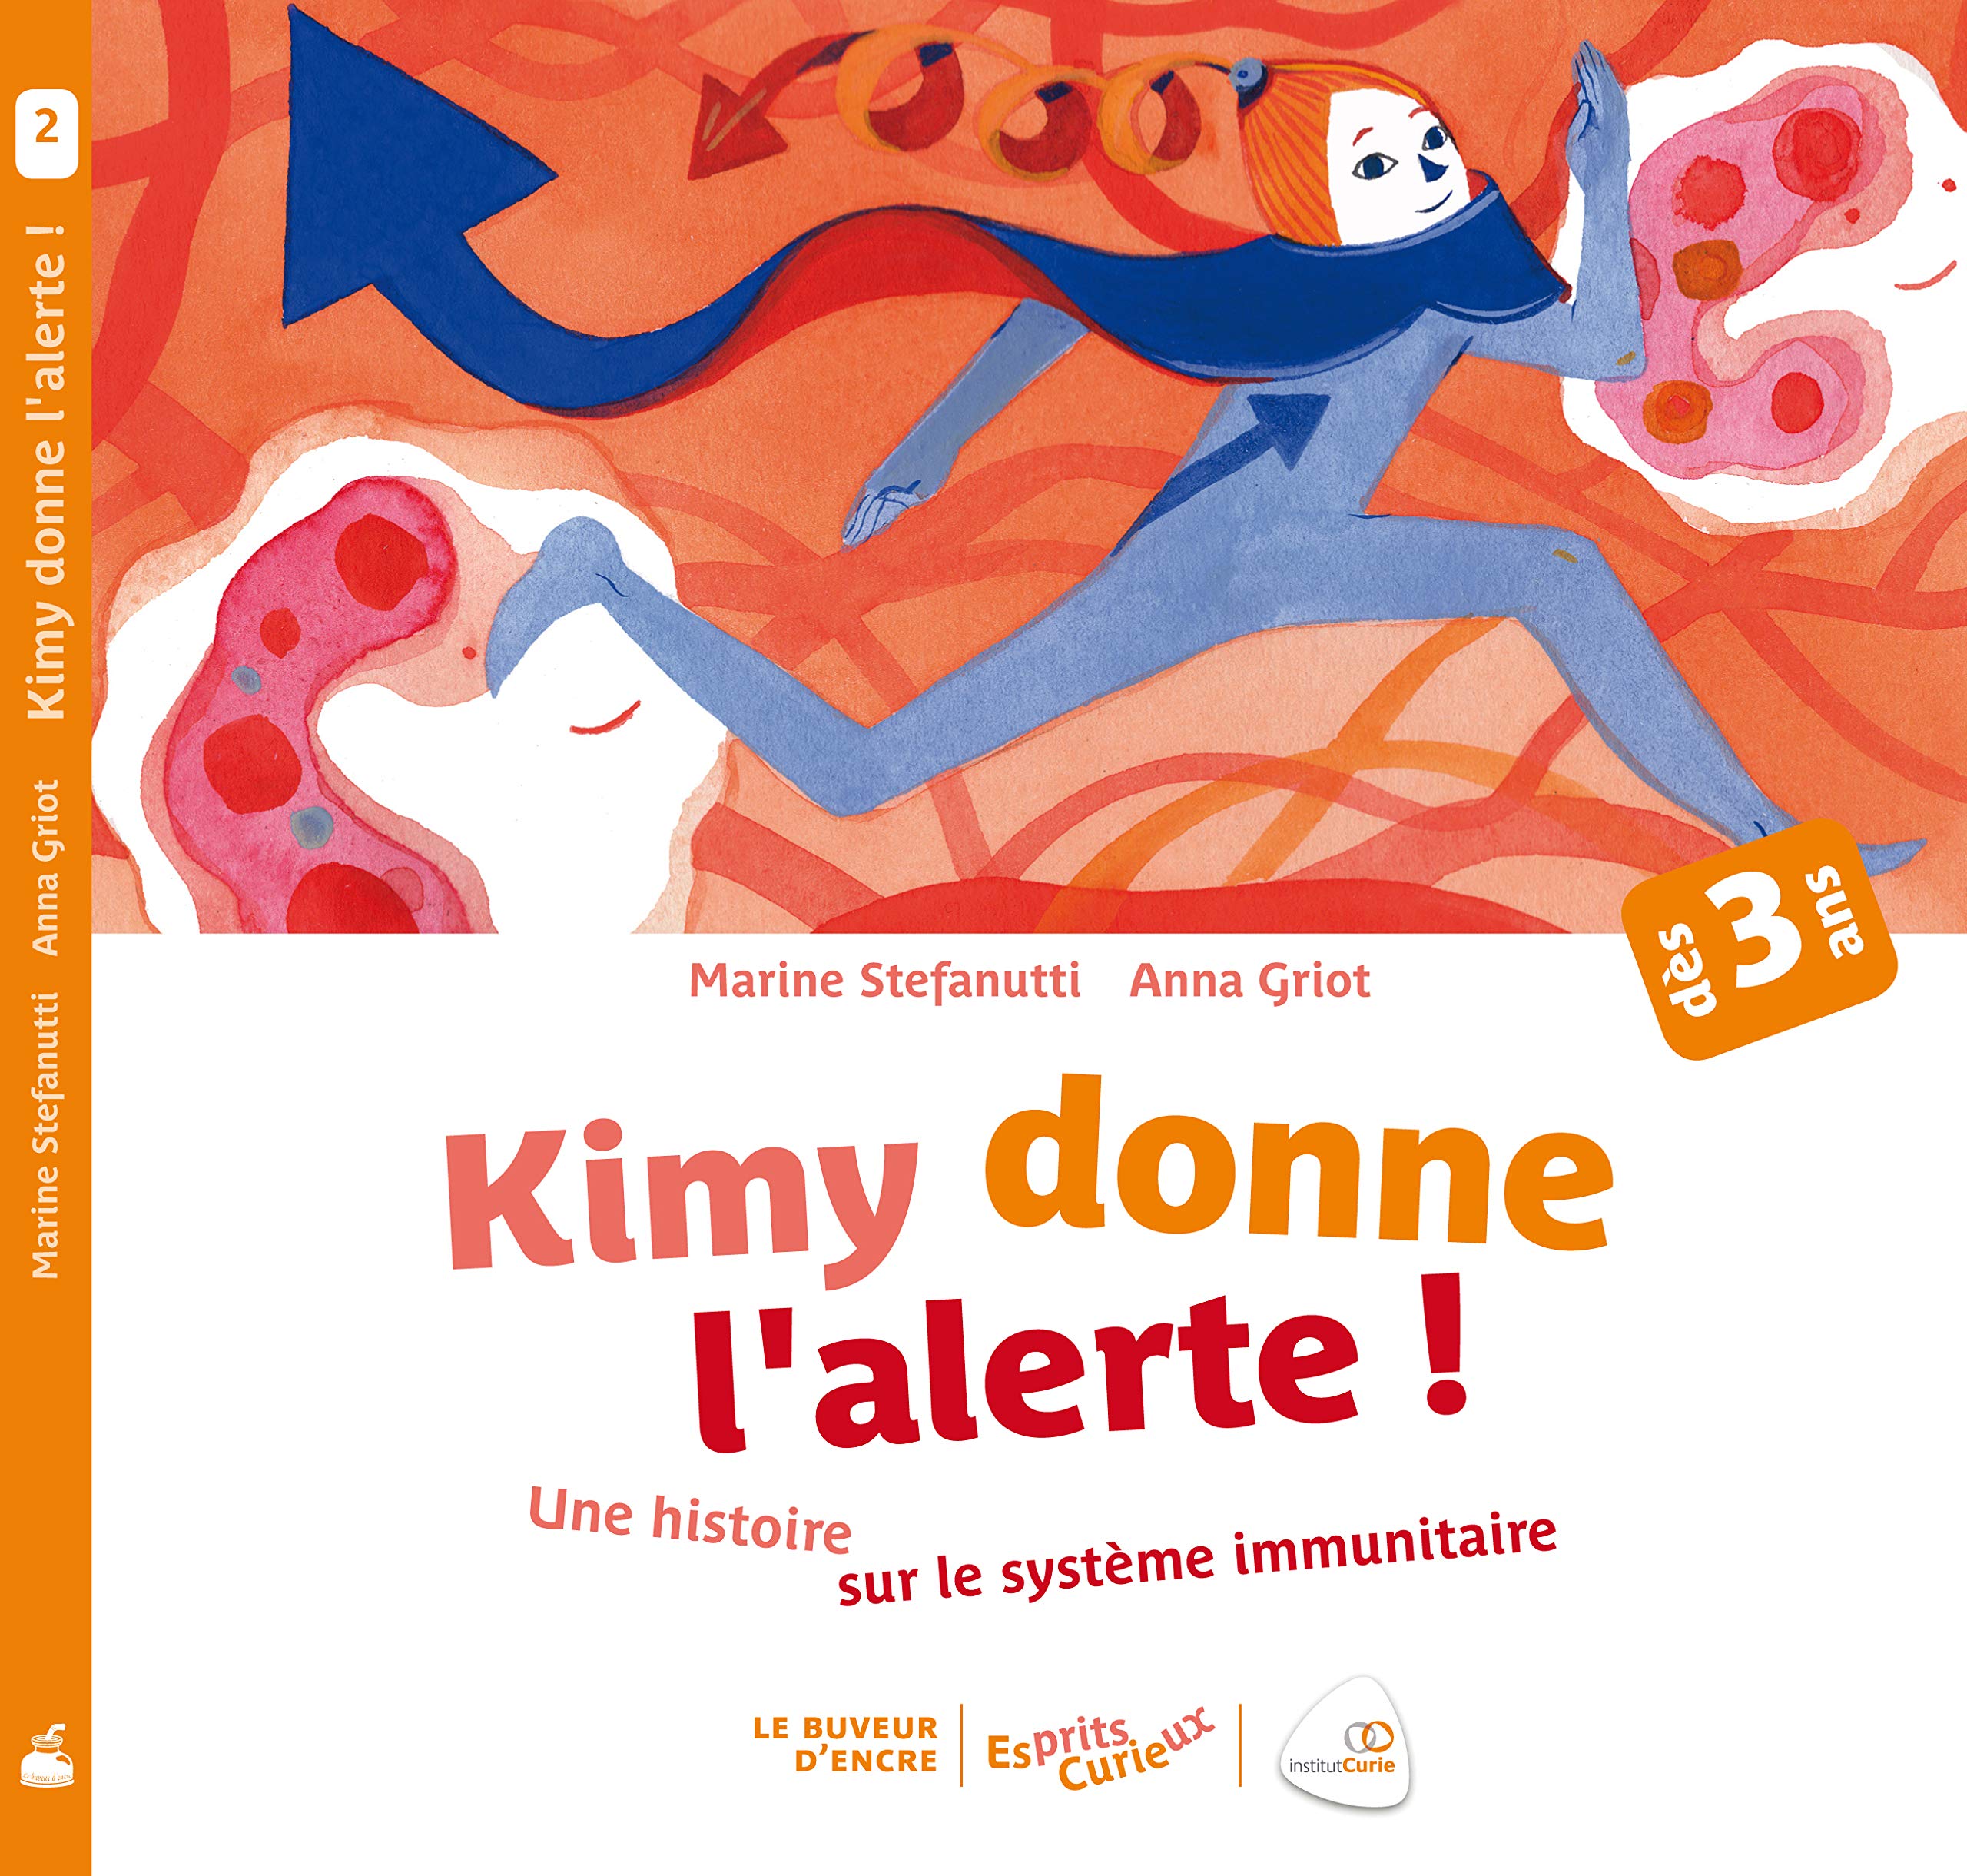 2
Kimy donne l'alerte !
Anna Griot
Marine Stefanutti
dès 3 ans
Marine Stefanutti Anna Griot
Kimy donne
l'alerte !
Une histoire
sur le système immunitaire
LE BUVEUR
D'ENCRE
Esprits
Curieux
institutCurie